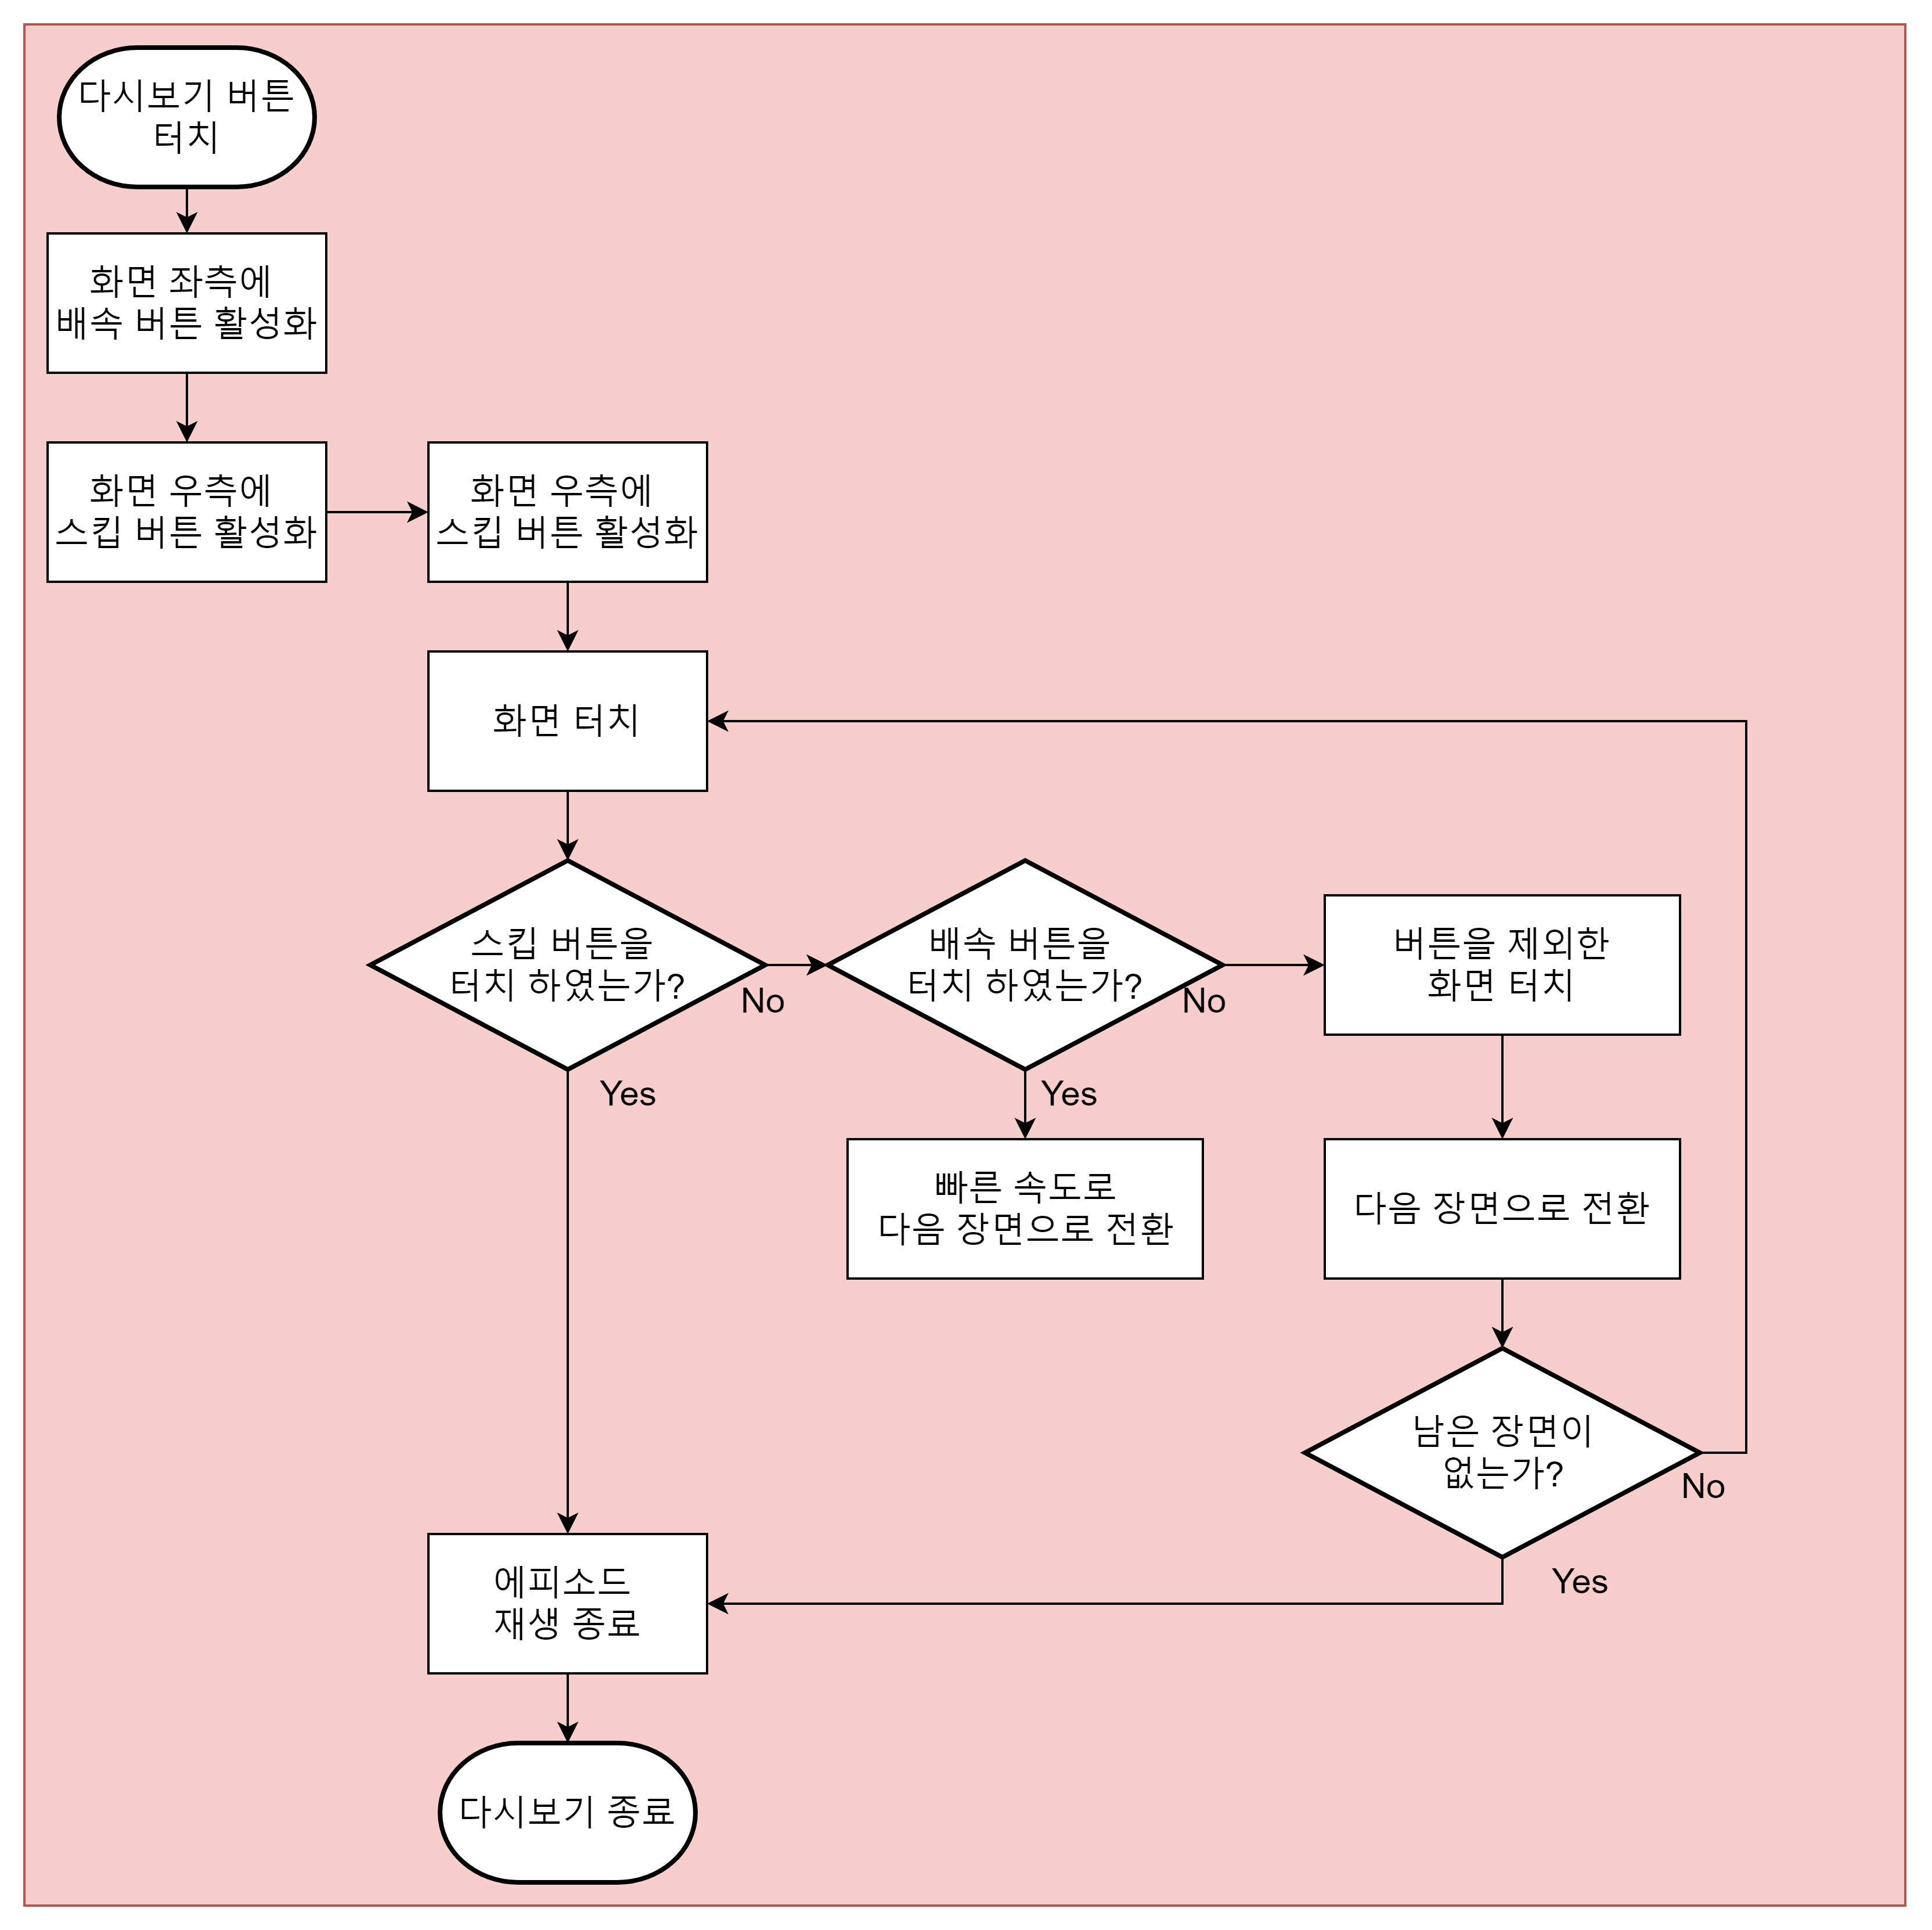 다시보기 버튼
터치
화면 좌측에
배속 버튼 활성화
화면 우측에
스킵 버튼 활성화
화면 우측에
스킵 버튼 활성화
화면 터치
스킵 버튼을
터치 하였는가?
No
Yes
배속 버튼을
터치 하였는가?
No
Yes
버튼을 제외한
화면 터치
빠른 속도로
다음 장면으로 전환
다음 장면으로 전환
남은 장면이
없는가?
No
Yes
에피소드
재생 종료
다시보기 종료